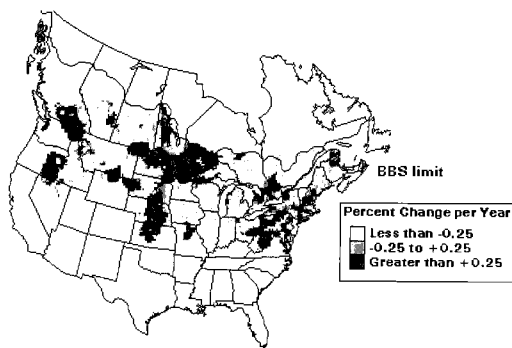 BBS limit
Percent Change per Year
Less than -0.25
-0.25 to +0.25
Greater than +0.25